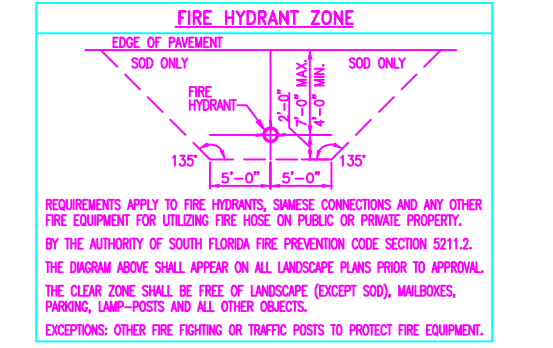 FIRE HYDRANT ZONE
EDGE OF PAVEMENT
SOD ONLY
SOD ONLY
FIRE
HYDRANT
2'-0"
7'-0" MAX.
4'-0" MIN.
135°
135°
5'-0"
5'-0"
REQUIREMENTS APPLY TO FIRE HYDRANTS, SIAMESE CONNECTIONS AND ANY OTHER
FIRE EQUIPMENT FOR UTILIZING FIRE HOSE ON PUBLIC OR PRIVATE PROPERTY.
BY THE AUTHORITY OF SOUTH FLORIDA FIRE PREVENTION CODE SECTION 5211.2.
THE DIAGRAM ABOVE SHALL APPEAR ON ALL LANDSCAPE PLANS PRIOR TO APPROVAL.
THE CLEAR ZONE SHALL BE FREE OF LANDSCAPE (EXCEPT SOD), MAILBOXES,
PARKING, LAMP-POSTS AND ALL OTHER OBJECTS.
EXCEPTIONS: OTHER FIRE FIGHTING OR TRAFFIC POSTS TO PROTECT FIRE EQUIPMENT.